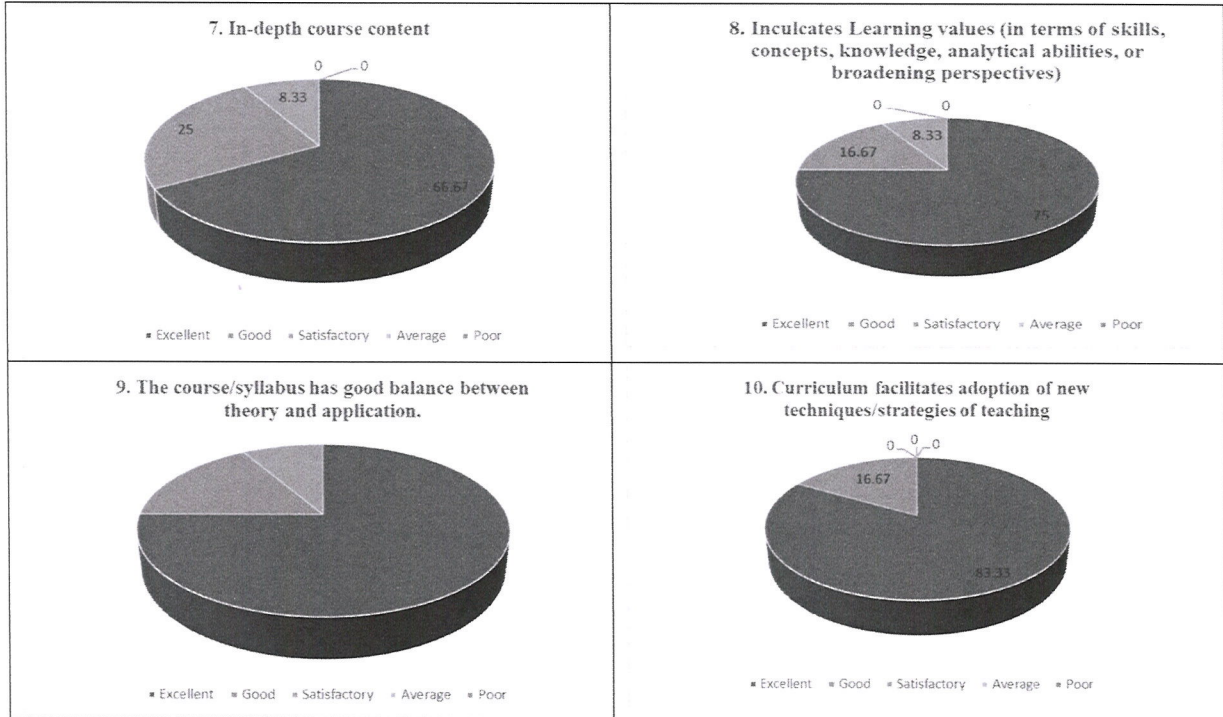 7. In-depth course content
0 0
8.33
25
66.67
■ Excellent ■ Good ■ Satisfactory ■ Average ■ Poor
8. Inculcates Learning values (in terms of skills,
concepts, knowledge, analytical abilities, or
broadening perspectives)
0 0
8.33
16.67
75
■ Excellent ■ Good ■ Satisfactory ■ Average ■ Poor
9. The course/syllabus has good balance between
theory and application.
■ Excellent ■ Good ■ Satisfactory ■ Average ■ Poor
10. Curriculum facilitates adoption of new
techniques/strategies of teaching
0 0 0
16.67
83.33
■ Excellent ■ Good ■ Satisfactory ■ Average ■ Poor